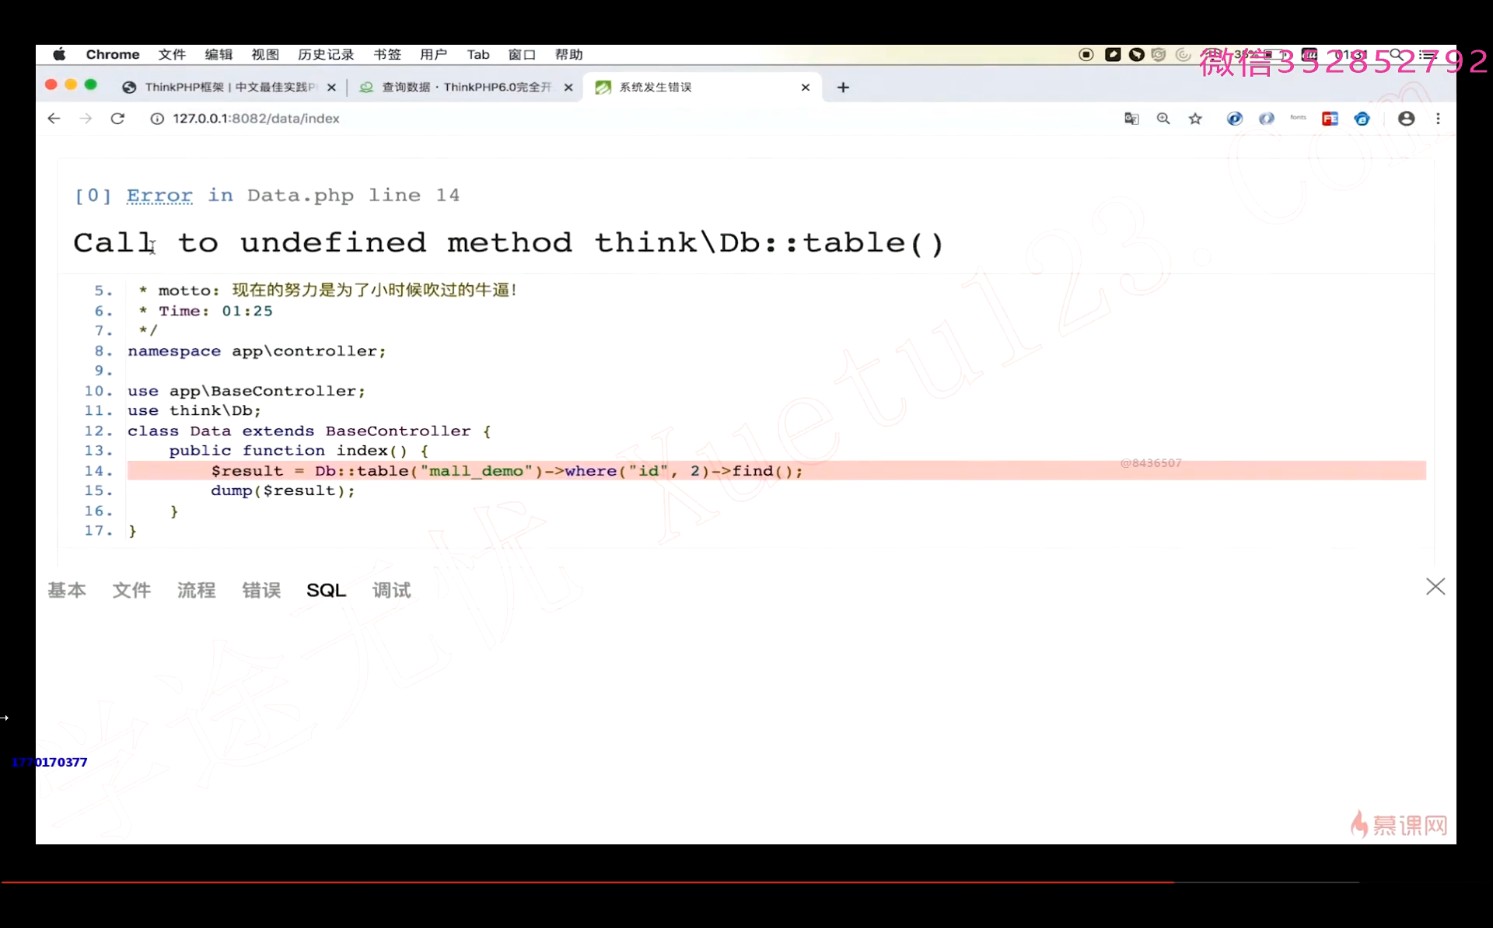 Chrome 文件 编辑 视图 历史记录 书签 用户 Tab 窗口 帮助
微信352852792
ThinkPHP框架 | 中文最佳实践P
查询数据 · ThinkPHP6.0完全开
系统发生错误
127.0.0.1:8082/data/index
[0] Error in Data.php line 14
Call to undefined method think\Db::table()
5. * motto: 现在的努力是为了小时候吹过的牛逼!
6. * Time: 01:25
7. */
8. namespace app\controller;
9.
10. use app\BaseController;
11. use think\Db;
12. class Data extends BaseController {
13. public function index() {
14. $result = Db::table("mall_demo")->where("id", 2)->find();
@8436507
15. dump($result);
16. }
17. }
基本 文件 流程 错误 SQL 调试
学途无忧 Xuetu123.Com
1770170377
慕课网